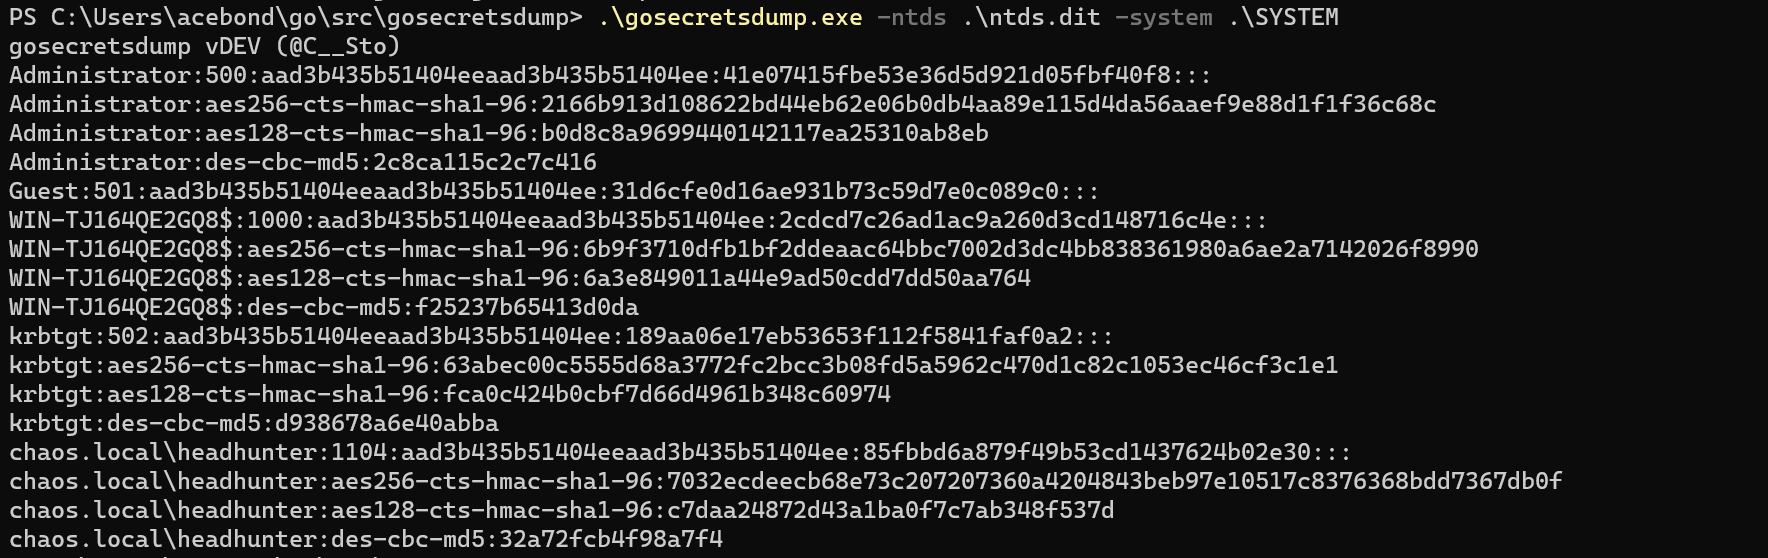 PS C:\Users\acebond\go\src\gosecretsdump> .\gosecretsdump.exe -ntds .\ntds.dit -system .\SYSTEM
gosecretsdump vDEV (@C__Sto)
Administrator:500:aad3b435b51404eeaad3b435b51404ee:41e07415fbe53e36d5d921d05fbf40f8:::
Administrator:aes256-cts-hmac-sha1-96:2166b913d108622bd44eb62e06b0db4aa89e115d4da56aaef9e88d1f1f36c68c
Administrator:aes128-cts-hmac-sha1-96:b0d8c8a9699440142117ea25310ab8eb
Administrator:des-cbc-md5:2c8ca115c2c7c416
Guest:501:aad3b435b51404eeaad3b435b51404ee:31d6cfe0d16ae931b73c59d7e0c089c0:::
WIN-TJ164QE2GQ8$:1000:aad3b435b51404eeaad3b435b51404ee:2cdcd7c26ad1ac9a260d3cd148716c4e:::
WIN-TJ164QE2GQ8$:aes256-cts-hmac-sha1-96:6b9f3710dfb1bf2ddeaac64bbc7002d3dc4bb838361980a6ae2a7142026f8990
WIN-TJ164QE2GQ8$:aes128-cts-hmac-sha1-96:6a3e849011a44e9ad50cdd7dd50aa764
WIN-TJ164QE2GQ8$:des-cbc-md5:f25237b65413d0da
krbtgt:502:aad3b435b51404eeaad3b435b51404ee:189aa06e17eb53653f112f5841faf0a2:::
krbtgt:aes256-cts-hmac-sha1-96:63abec00c5555d68a3772fc2bcc3b08fd5a5962c470d1c82c1053ec46cf3c1e1
krbtgt:aes128-cts-hmac-sha1-96:fca0c424b0cbf7d66d4961b348c60974
krbtgt:des-cbc-md5:d938678a6e40abba
chaos.local\headhunter:1104:aad3b435b51404eeaad3b435b51404ee:85fbbd6a879f49b53cd1437624b02e30:::
chaos.local\headhunter:aes256-cts-hmac-sha1-96:7032ecdeecb68e73c207207360a4204843beb97e10517c8376368bdd7367db0f
chaos.local\headhunter:aes128-cts-hmac-sha1-96:c7daa24872d43a1ba0f7c7ab348f537d
chaos.local\headhunter:des-cbc-md5:32a72fcb4f98a7f4